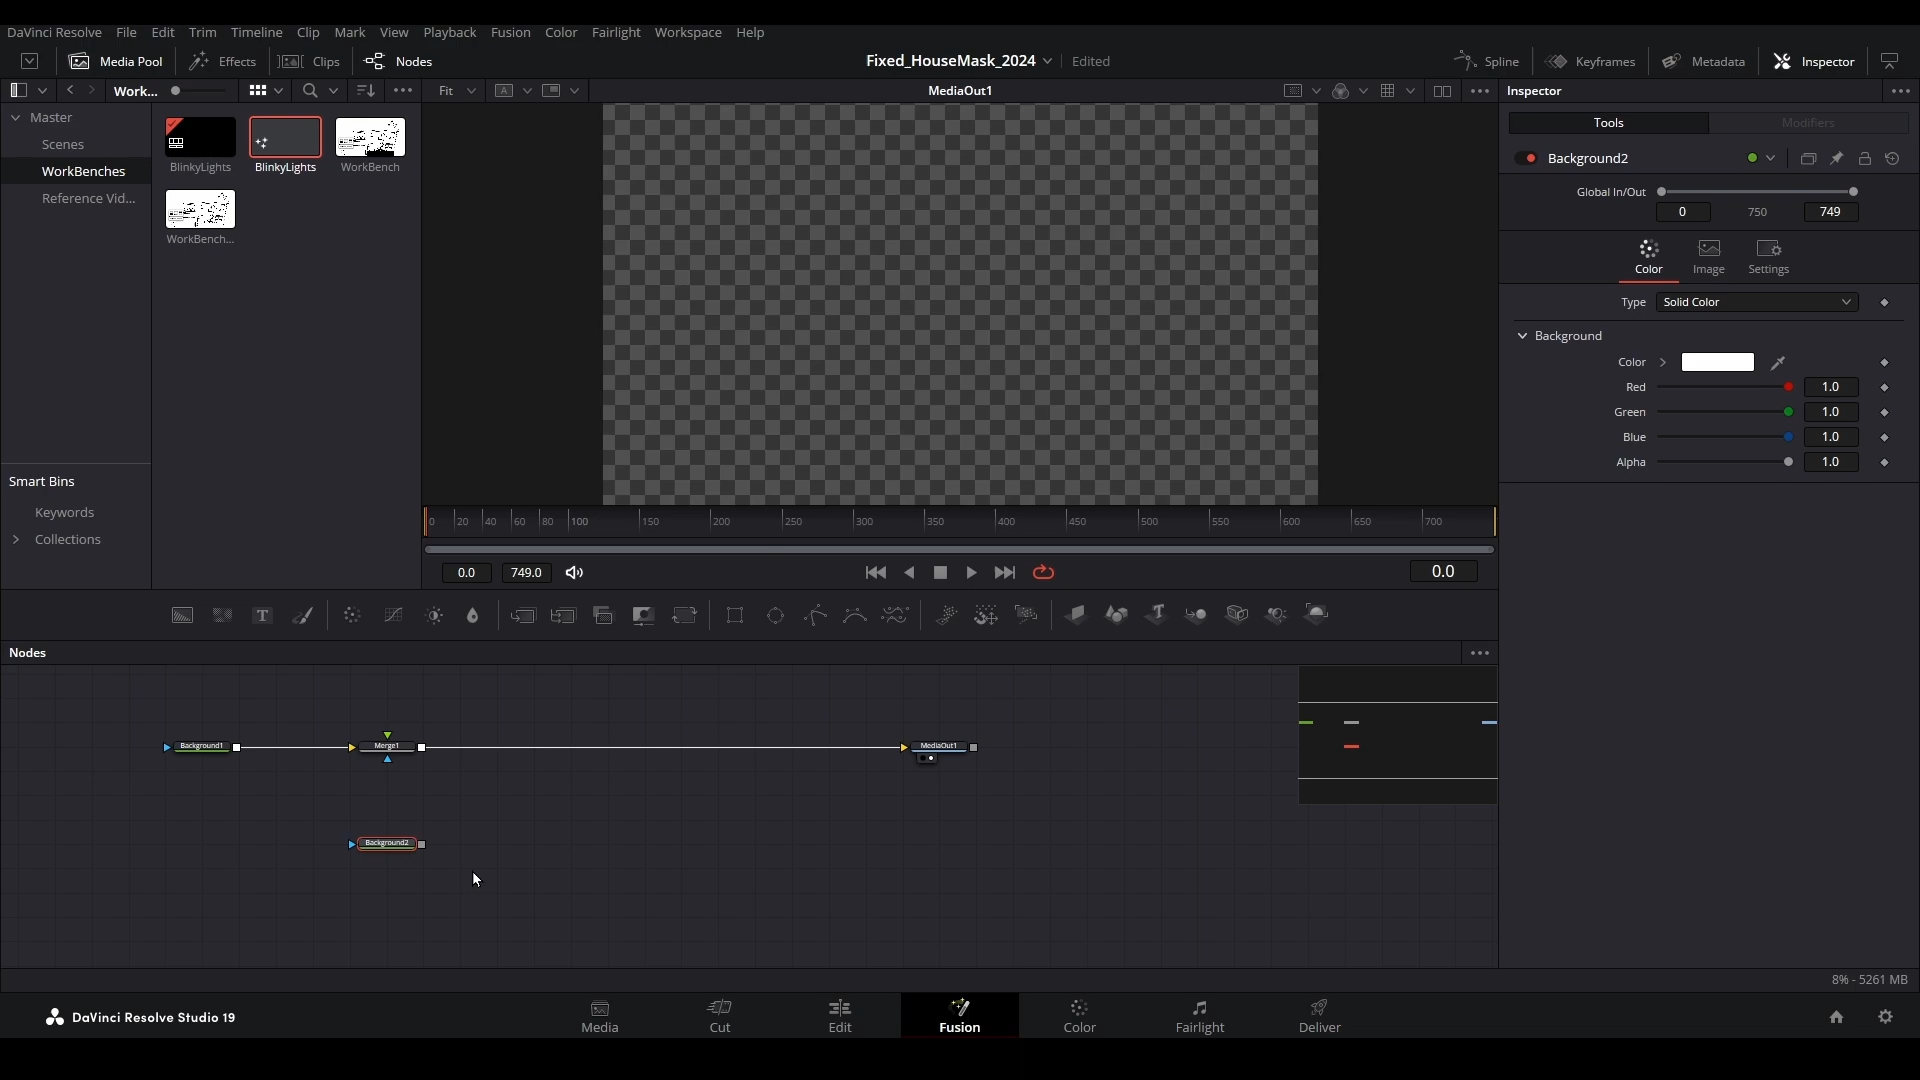 DaVinci Resolve File Edit Trim Timeline Clip Mark View Playback Fusion Color Fairlight Workspace Help
Media Pool Effects Clips Nodes Fixed_HouseMask_2024 Edited Spline Keyframes Metadata Inspector
Work... Fit A MediaOut1 Inspector
Master
Scenes
WorkBenches
Reference Vid...
BlinkyLights BlinkyLights WorkBench
WorkBench...
Smart Bins
Keywords
Collections
Tools Modifiers
Background2
Global In/Out
0 750 749
Color Image Settings
Type Solid Color
Background
Color
Red 1.0
Green 1.0
Blue 1.0
Alpha 1.0
0 20 40 60 80 100 150 200 250 300 350 400 450 500 550 600 650 700
0.0 749.0 0.0
T T
Nodes
Background1 Merge1 MediaOut1
Background2
8% - 5261 MB
DaVinci Resolve Studio 19 Media Cut Edit Fusion Color Fairlight Deliver